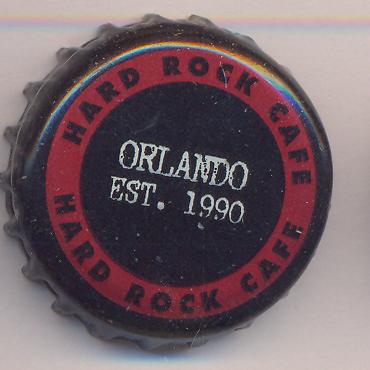 HARD ROCK CAFE
ORLANDO
EST. 1990
HARD ROCK CAFE